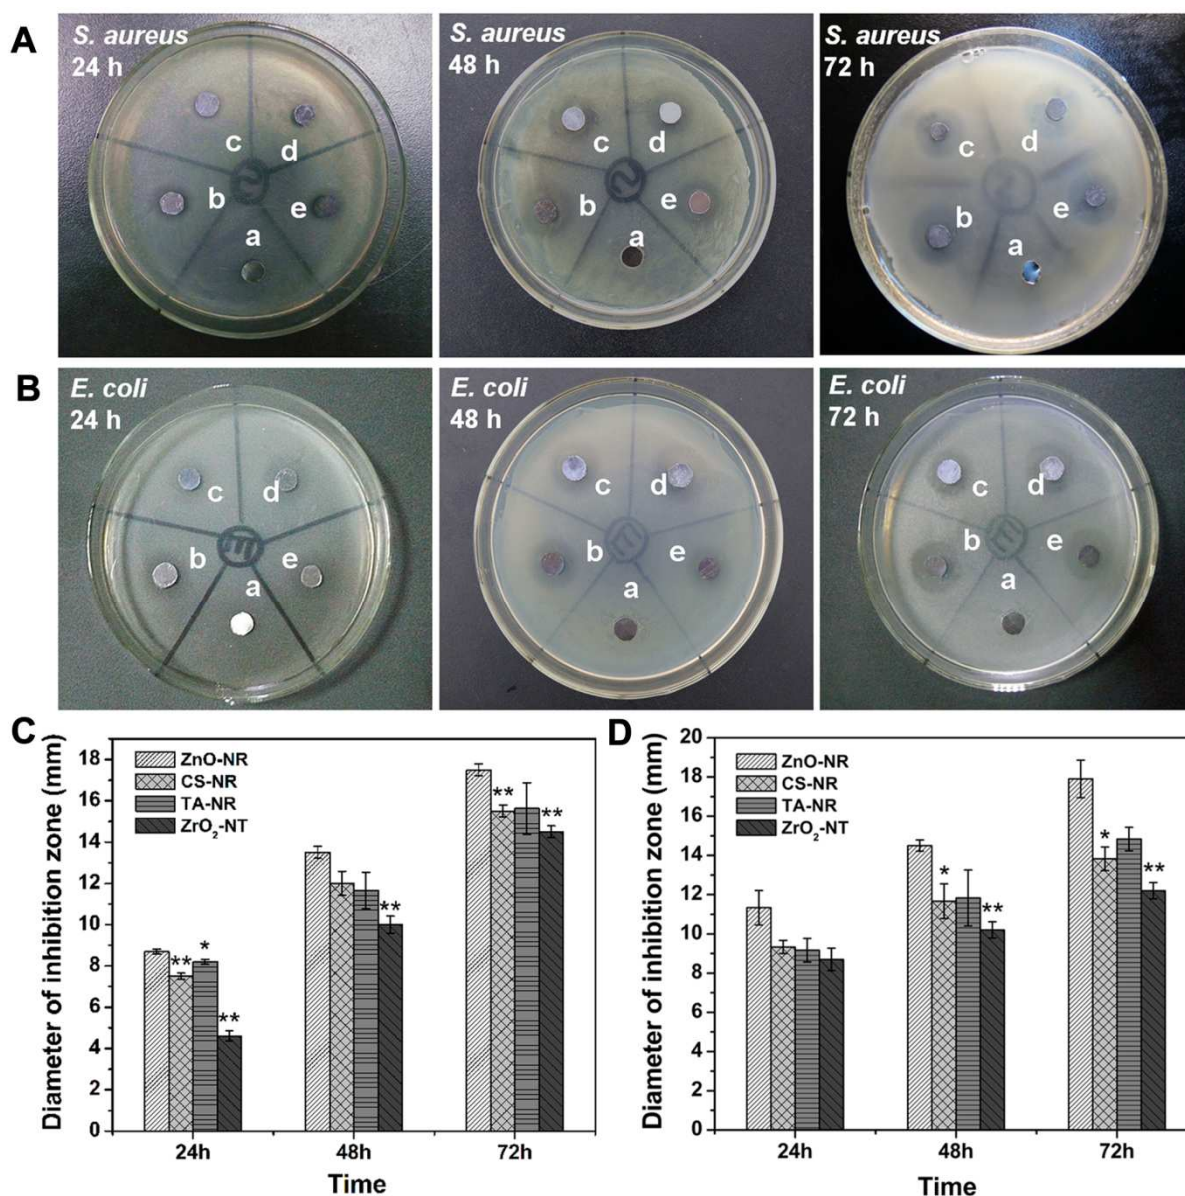 A
S. aureus
24 h
c
d
b
e
a
S. aureus
48 h
c
d
b
e
a
S. aureus
72 h
c
d
b
e
a
B
E. coli
24 h
c
d
b
e
a
E. coli
48 h
c
d
b
e
a
E. coli
72 h
c
d
b
e
a
C
Diameter of inhibition zone (mm)
18
16
14
12
10
8
6
4
2
0
ZnO-NR
CS-NR
TA-NR
ZrO₂-NT
**
*
**
**
**
**
24h
48h
72h
Time
D
Diameter of inhibition zone (mm)
20
18
16
14
12
10
8
6
4
2
0
ZnO-NR
CS-NR
TA-NR
ZrO₂-NT
*
**
*
**
24h
48h
72h
Time